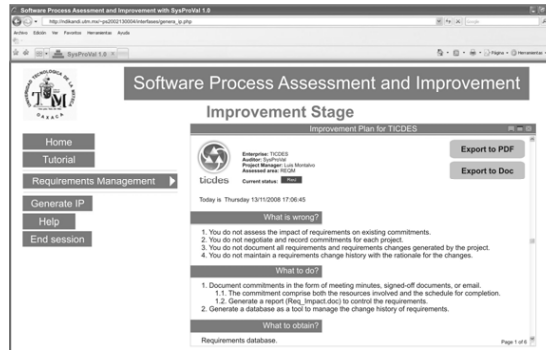 Software Process Assessment and Improvement with SysProVal 1.0
SysProVal 1.0
Software Process Assessment and Improvement
Improvement Stage
OAXACA
Home
Tutorial
Requirements Management
Generate IP
Help
End session
Improvement Plan for TICDES
ticdes
Enterprise: TICDES
Auditor: SysProVal
Project Manager: Luis Montalvo
Assessed area: REQM
Current status:
Export to PDF
Export to Doc
Today is Thursday 13/11/2008 17:06:45
What is wrong?
1. You do not assess the impact of requirements on existing commitments.
2. You do not negotiate and record commitments for each project.
3. You do not document all requirements and requirements changes generated by the project.
4. You do not maintain a requirements change history with the rationale for the changes.
What to do?
1. Document commitments in the form of meeting minutes, signed-off documents, or email.
1.1. The commitment comprise both the resources involved and the schedule for completion.
1.2. Generate a report (Req_Impact.doc) to control the requirements.
2. Generate a database as a tool to manage the change history of requirements.
What to obtain?
Requirements database.
Page 1 of 6